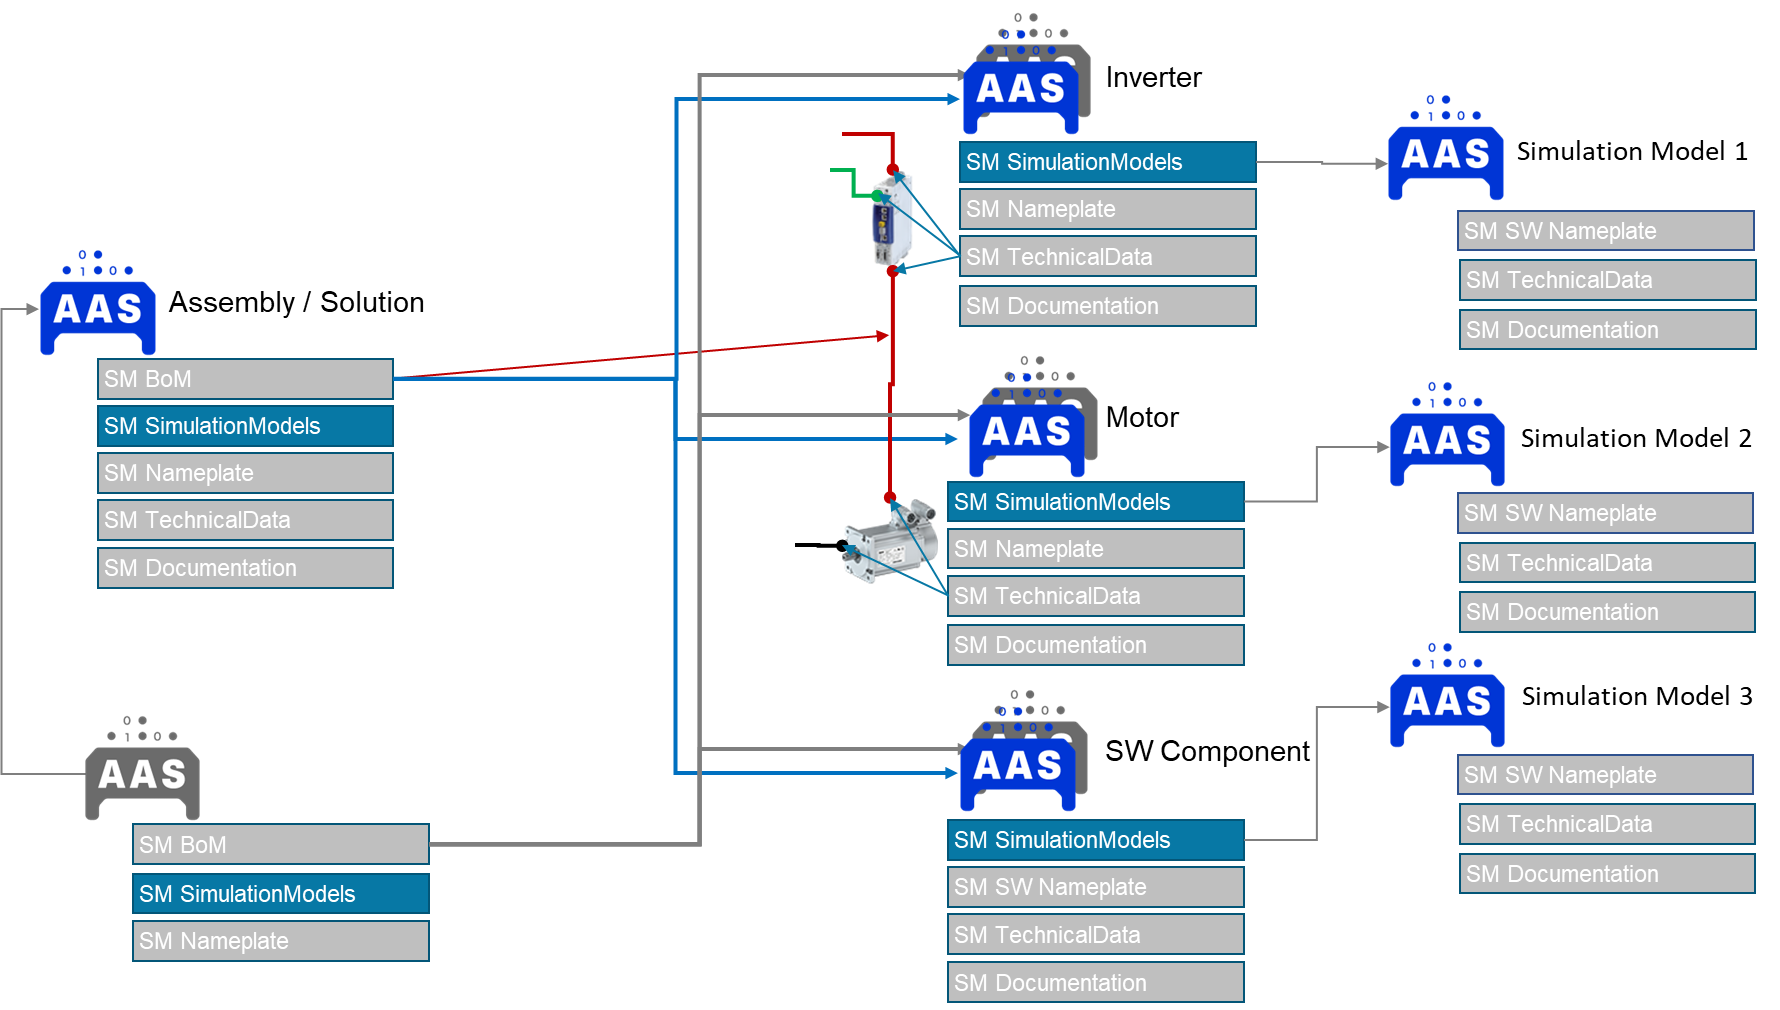 AAS
Assembly / Solution
SM BoM
SM SimulationModels
SM Nameplate
SM TechnicalData
SM Documentation
AAS
SM BoM
SM SimulationModels
SM Nameplate
AAS
Inverter
SM SimulationModels
SM Nameplate
SM TechnicalData
SM Documentation
AAS
Motor
SM SimulationModels
SM Nameplate
SM TechnicalData
SM Documentation
AAS
SW Component
SM SimulationModels
SM SW Nameplate
SM TechnicalData
SM Documentation
AAS
Simulation Model 1
SM SW Nameplate
SM TechnicalData
SM Documentation
AAS
Simulation Model 2
SM SW Nameplate
SM TechnicalData
SM Documentation
AAS
Simulation Model 3
SM SW Nameplate
SM TechnicalData
SM Documentation